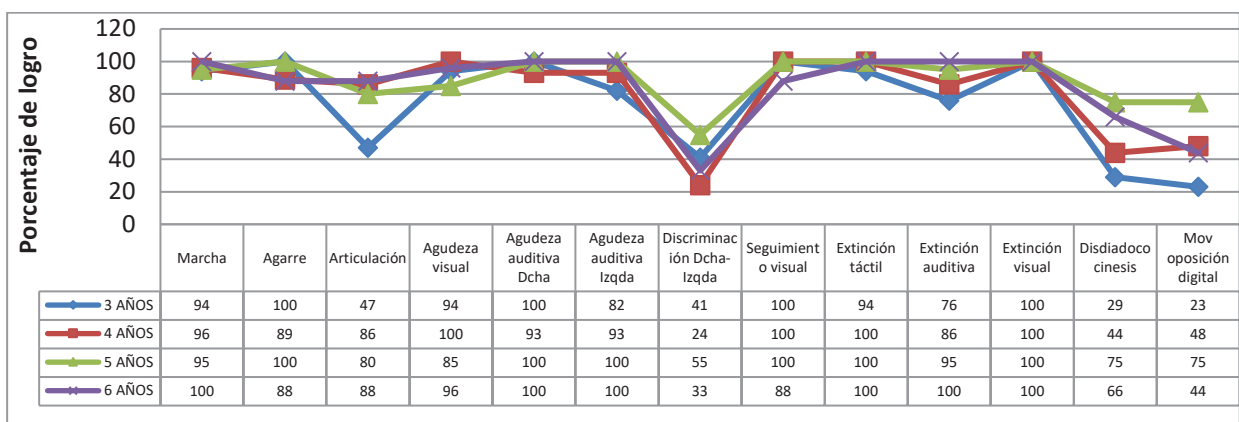 Porcentaje de logro
120
100
80
60
40
20
0
Marcha Agarre Articulación Agudeza visual Agudeza auditiva Dcha Agudeza auditiva Izqda Discriminac ión Dcha- Izqda Seguimient o visual Extinción táctil Extinción auditiva Extinción visual Disdiadoco cinesis Mov oposición digital
3 AÑOS 94 100 47 94 100 82 41 100 94 76 100 29 23
4 AÑOS 96 89 86 100 93 93 24 100 100 86 100 44 48
5 AÑOS 95 100 80 85 100 100 55 100 100 95 100 75 75
6 AÑOS 100 88 88 96 100 100 33 88 100 100 100 66 44